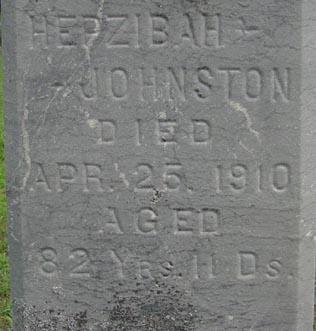 HEPZIBAH
JOHNSTON
DIED
APR. 25, 1910
AGED
82 YRS. 11 DS.